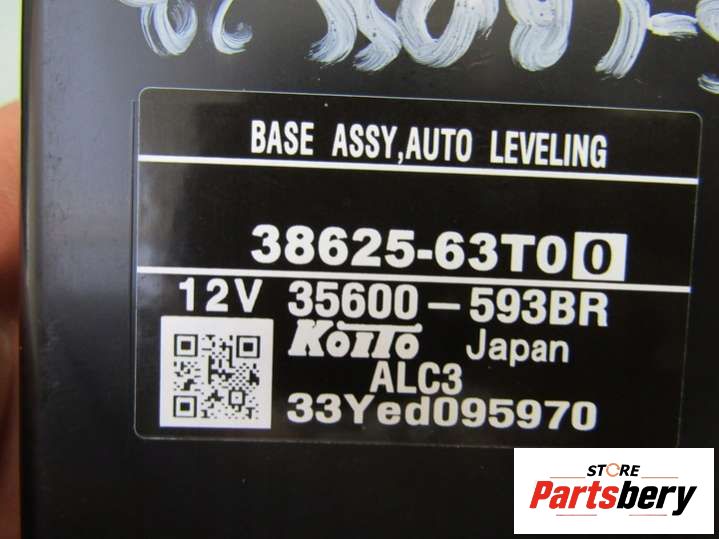 BASE ASSY,AUTO LEVELING
38625-63T00
12V 35600-593BR
KOITO Japan
ALC3
33Yed095970
STORE
Partsbery